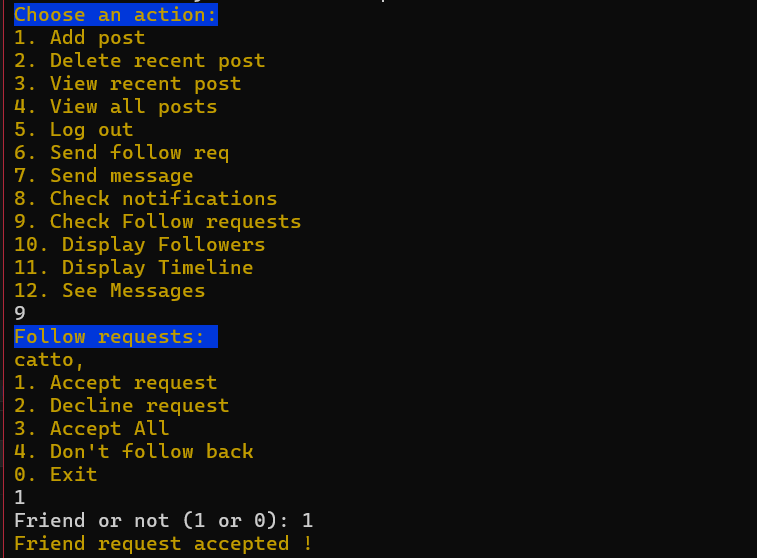 Choose an action:
1. Add post
2. Delete recent post
3. View recent post
4. View all posts
5. Log out
6. Send follow req
7. Send message
8. Check notifications
9. Check Follow requests
10. Display Followers
11. Display Timeline
12. See Messages
9
Follow requests:
catto,
1. Accept request
2. Decline request
3. Accept All
4. Don't follow back
0. Exit
1
Friend or not (1 or 0): 1
Friend request accepted !